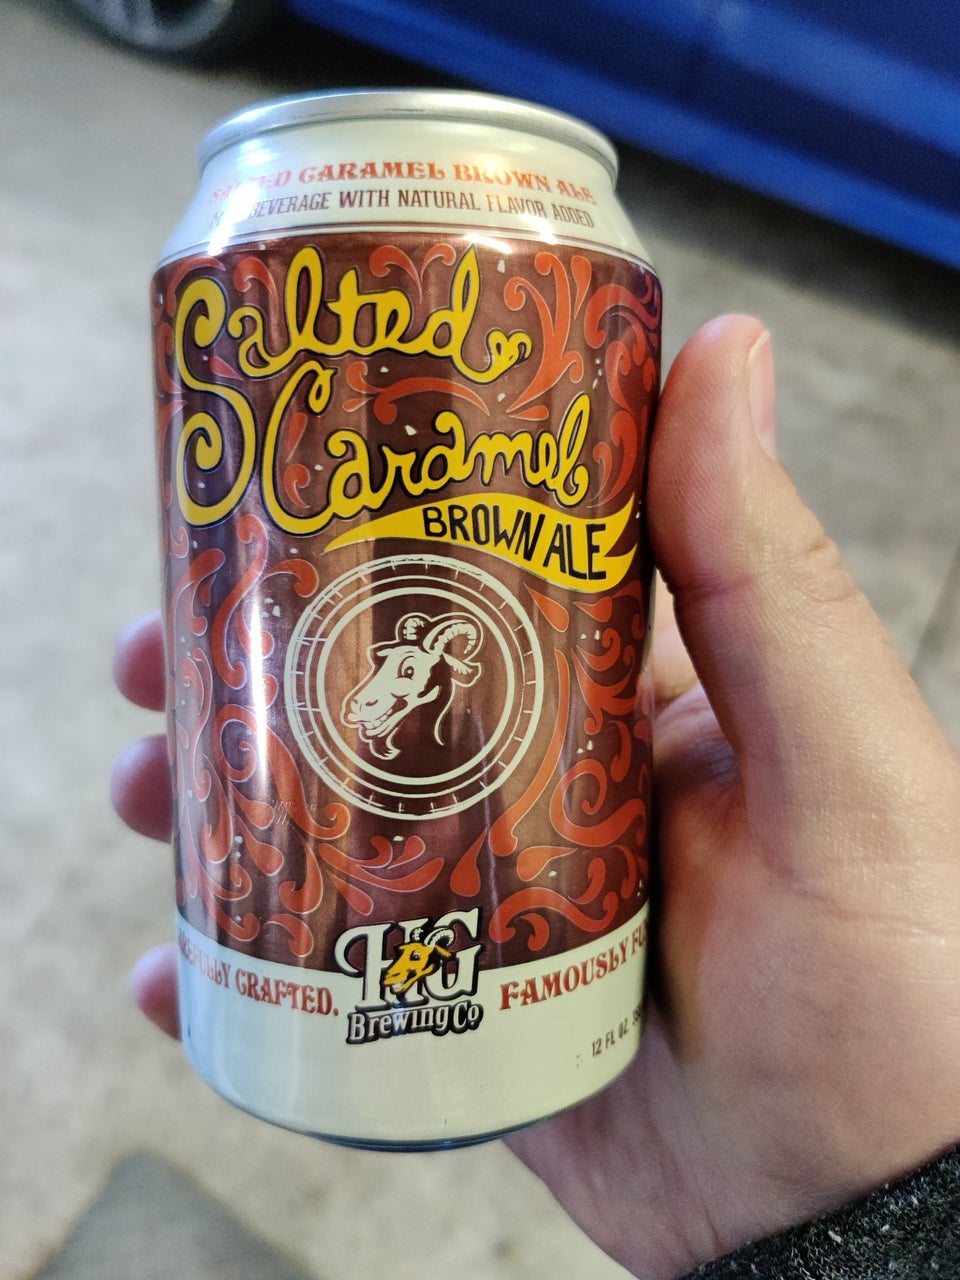 SALTED CARAMEL BROWN ALE
BEVERAGE WITH NATURAL FLAVOR ADDED
Salted
Caramel
BROWN ALE
HG
Brewing Co
CRAFTED.
FAMOUSLY
12 FL OZ